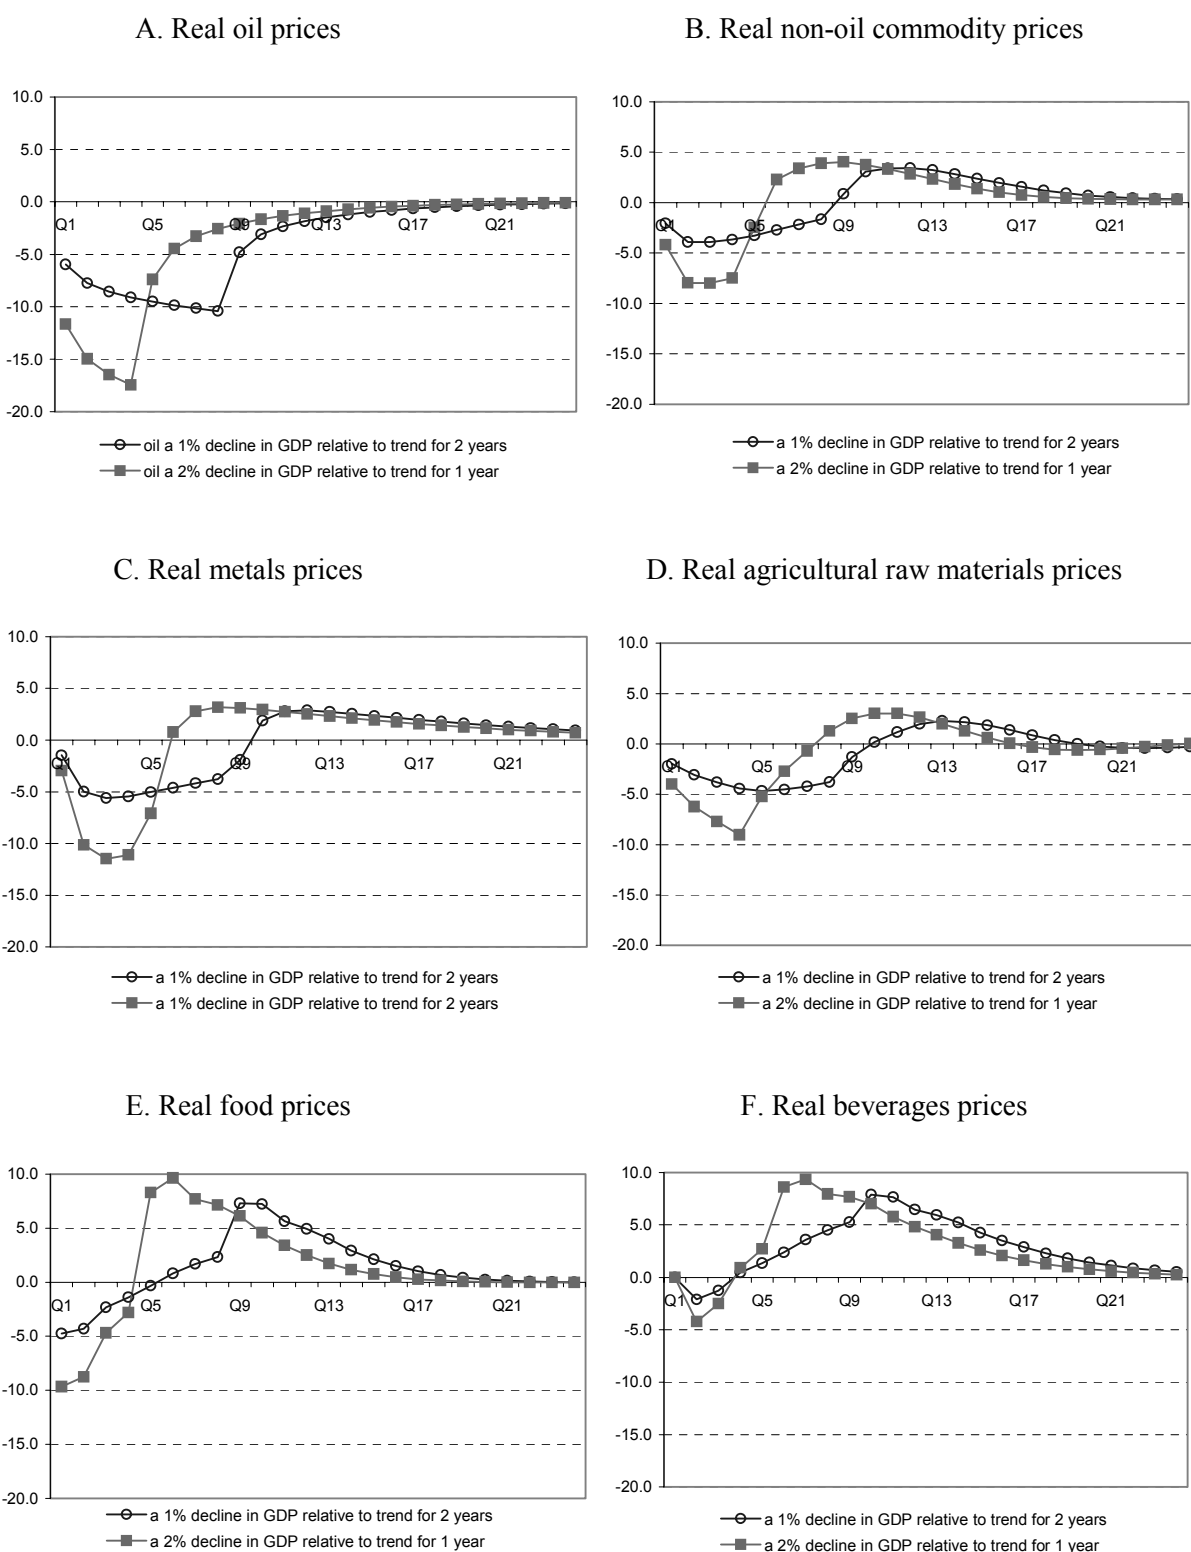 A. Real oil prices
10.0
5.0
0.0
-5.0
-10.0
-15.0
-20.0
Q1 Q5 Q9 Q13 Q17 Q21
oil a 1% decline in GDP relative to trend for 2 years
oil a 2% decline in GDP relative to trend for 1 year
B. Real non-oil commodity prices
10.0
5.0
0.0
-5.0
-10.0
-15.0
-20.0
Q1 Q5 Q9 Q13 Q17 Q21
a 1% decline in GDP relative to trend for 2 years
a 2% decline in GDP relative to trend for 1 year
C. Real metals prices
10.0
5.0
0.0
-5.0
-10.0
-15.0
-20.0
Q1 Q5 Q9 Q13 Q17 Q21
a 1% decline in GDP relative to trend for 2 years
a 1% decline in GDP relative to trend for 2 years
D. Real agricultural raw materials prices
10.0
5.0
0.0
-5.0
-10.0
-15.0
-20.0
Q1 Q5 Q9 Q13 Q17 Q21
a 1% decline in GDP relative to trend for 2 years
a 2% decline in GDP relative to trend for 1 year
E. Real food prices
10.0
5.0
0.0
-5.0
-10.0
-15.0
-20.0
Q1 Q5 Q9 Q13 Q17 Q21
a 1% decline in GDP relative to trend for 2 years
a 2% decline in GDP relative to trend for 1 year
F. Real beverages prices
10.0
5.0
0.0
-5.0
-10.0
-15.0
-20.0
Q1 Q5 Q9 Q13 Q17 Q21
a 1% decline in GDP relative to trend for 2 years
a 2% decline in GDP relative to trend for 1 year